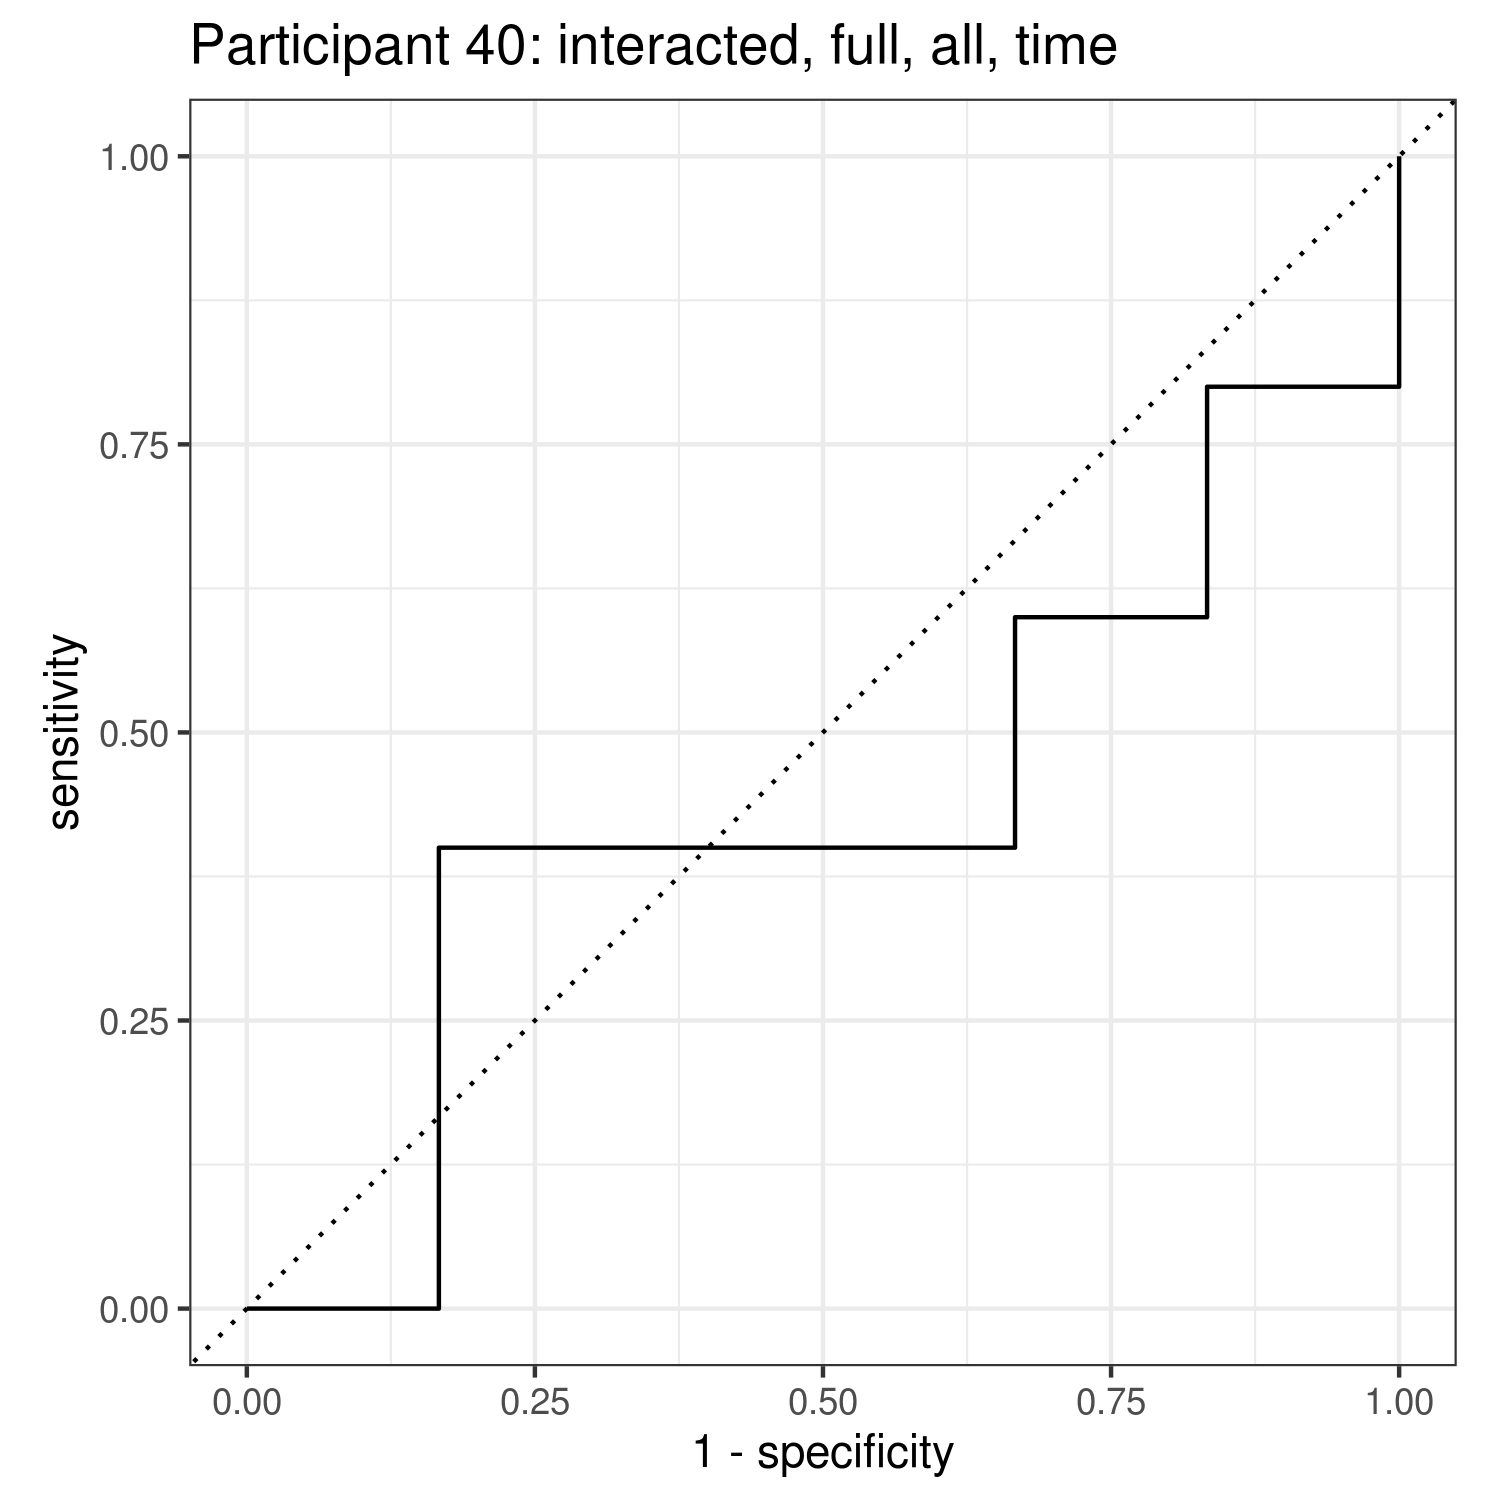 Participant 40: interacted, full, all, time
1.00
0.75
0.50
0.25
0.00
sensitivity
0.00 0.25 0.50 0.75 1.00
1 - specificity